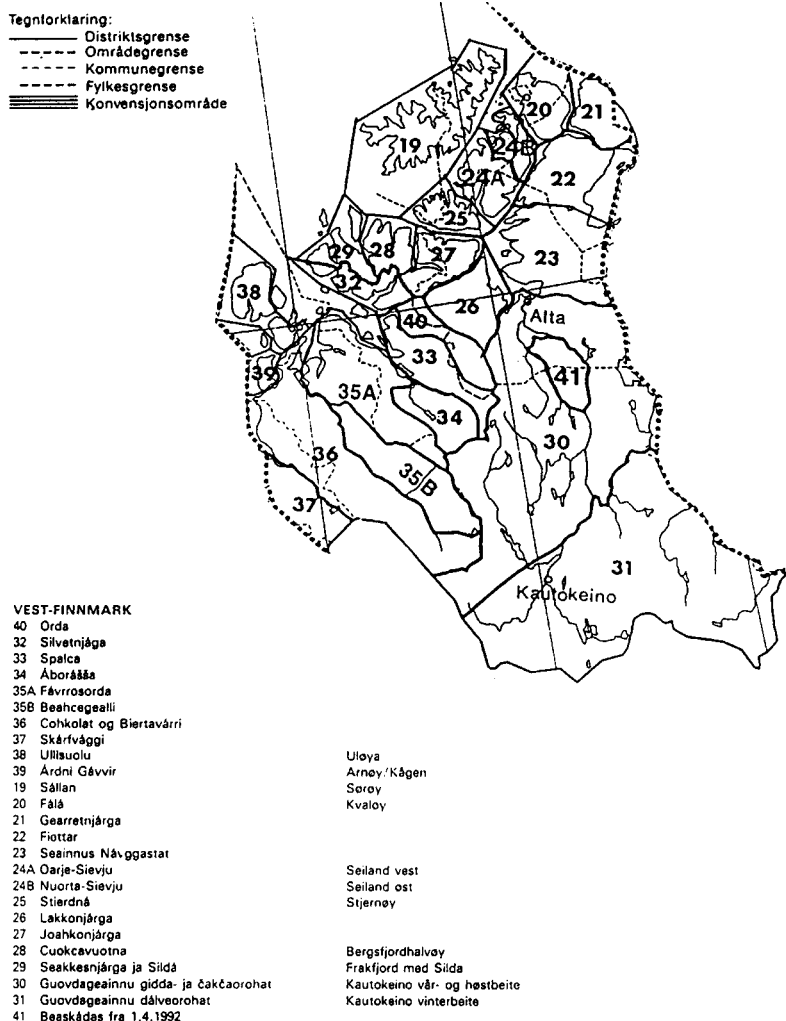 Tegnforklaring:
Distriktsgrense
Områdegrense
Kommunegrense
Fylkesgrense
Konvensjonsområde
19
20
21
24B
24A
22
25
23
29
28
27
32
38
26
Alta
40
33
39
41
35A
34
30
36
35B
37
31
Kautokeino
VEST-FINNMARK
40 Orda
32 Silvetnjága
33 Spalca
34 Áborášša
35A Fávrrosorda
35B Beahcegealli
36 Cohkolat og Biertavárri
37 Skárfvággi
38 Ullisuolu Uløya
39 Árdni Gávvir Arnøy/Kågen
19 Sállan Sørøy
20 Fálá Kvaløy
21 Gearretnjárga
22 Fiettar
23 Seainnus Návggastat
24A Oarje-Sievju Seiland vest
24B Nuorta-Sievju Seiland øst
25 Stierdná Stjernøy
26 Lakkonjárga
27 Joahkonjárga
28 Cuokcavuotna Bergsfjordhalvøy
29 Seakkesnjárga ja Sildá Frakfjord med Silda
30 Guovdageainnu gidda- ja čakčaorohat Kautokeino vår- og høstbeite
31 Guovdageainnu dálveorohat Kautokeino vinterbeite
41 Beaskádas fra 1.4.1992